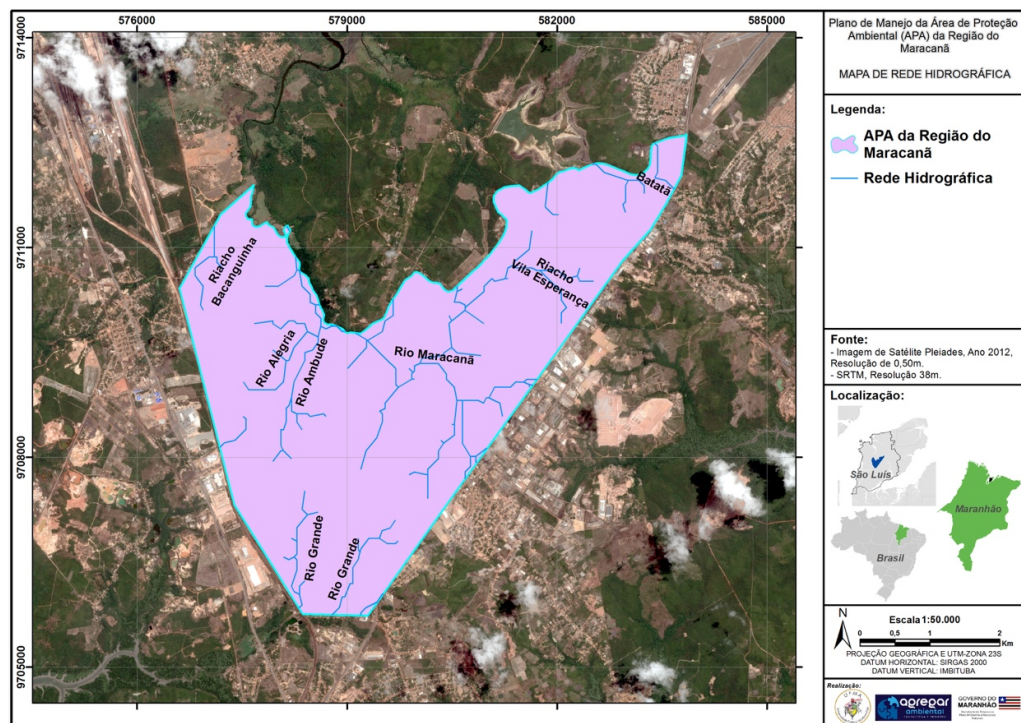 576000
579000
582000
585000
9714000
9711000
9708000
9705000
Batatã
Riacho
Bacanguinha
Riacho
Vila Esperança
Rio Alegria
Rio Ambude
Rio Maracanã
Rio Grande
Rio Grande
Plano de Manejo da Área de Proteção
Ambiental (APA) da Região do
Maracanã
MAPA DE REDE HIDROGRÁFICA
Legenda:
APA da Região do
Maracanã
Rede Hidrográfica
Fonte:
- Imagem de Satélite Pleiades, Ano 2012,
Resolução de 0,50m.
- SRTM, Resolução 38m.
Localização:
São Luís
Maranhão
Brasil
N
Escala 1:50.000
0 0,5 1 2
Km
PROJEÇÃO GEOGRÁFICA E UTM-ZONA 23S
DATUM HORIZONTAL: SIRGAS 2000
DATUM VERTICAL: IMBITUBA
Realização:
agregar
ambiental
GOVERNO DO
MARANHÃO